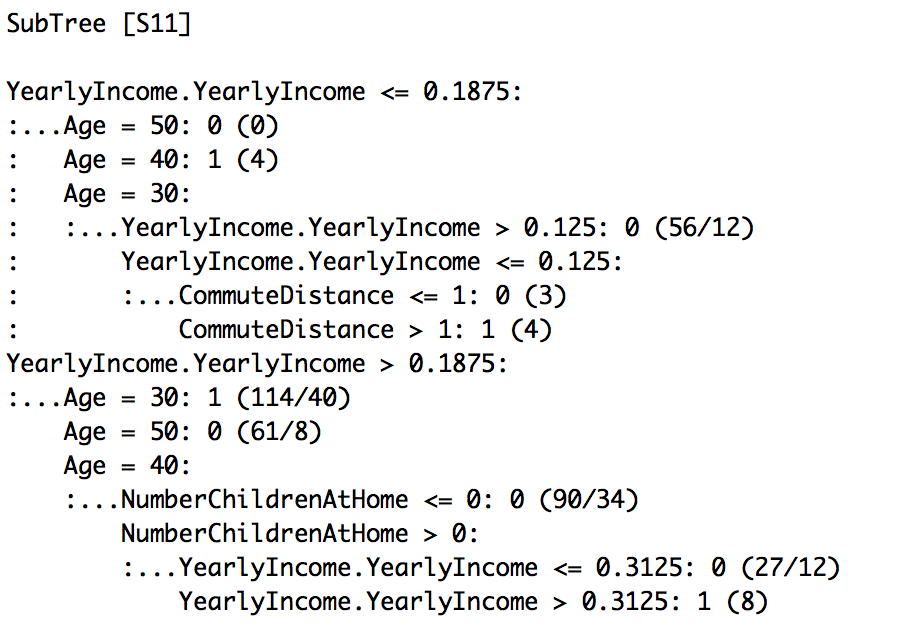 SubTree [S11]

YearlyIncome.YearlyIncome <= 0.1875:
:...Age = 50: 0 (0)
:   Age = 40: 1 (4)
:   Age = 30:
:   :...YearlyIncome.YearlyIncome > 0.125: 0 (56/12)
:       YearlyIncome.YearlyIncome <= 0.125:
:       :...CommuteDistance <= 1: 0 (3)
:           CommuteDistance > 1: 1 (4)
YearlyIncome.YearlyIncome > 0.1875:
:...Age = 30: 1 (114/40)
    Age = 50: 0 (61/8)
    Age = 40:
    :...NumberChildrenAtHome <= 0: 0 (90/34)
        NumberChildrenAtHome > 0:
        :...YearlyIncome.YearlyIncome <= 0.3125: 0 (27/12)
            YearlyIncome.YearlyIncome > 0.3125: 1 (8)